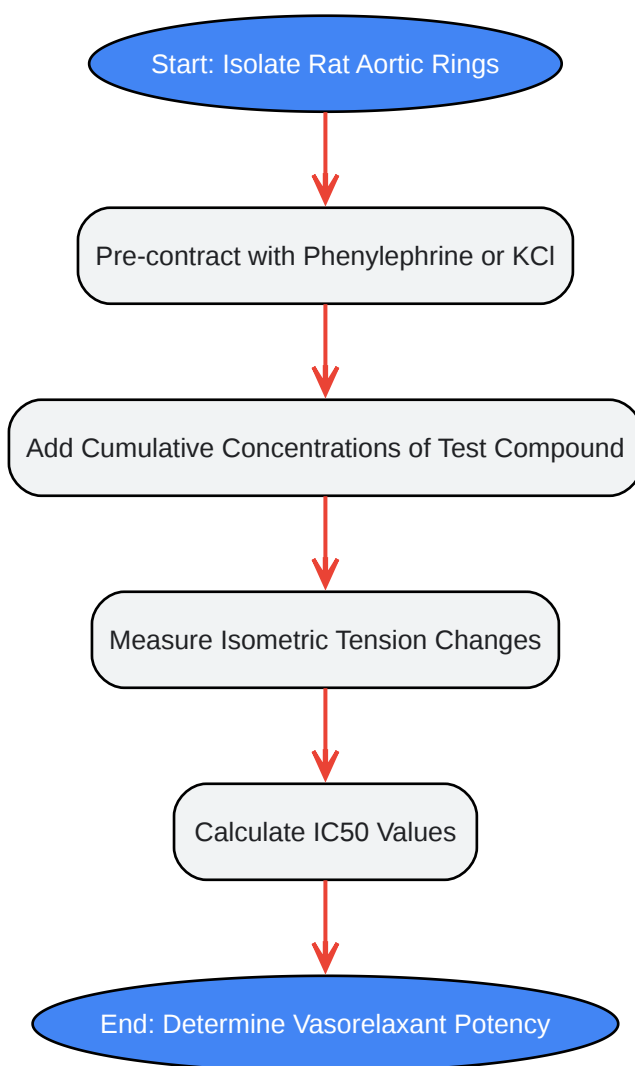 Start: Isolate Rat Aortic Rings
Pre-contract with Phenylephrine or KCl
Add Cumulative Concentrations of Test Compound
Measure Isometric Tension Changes
Calculate IC50 Values
End: Determine Vasorelaxant Potency